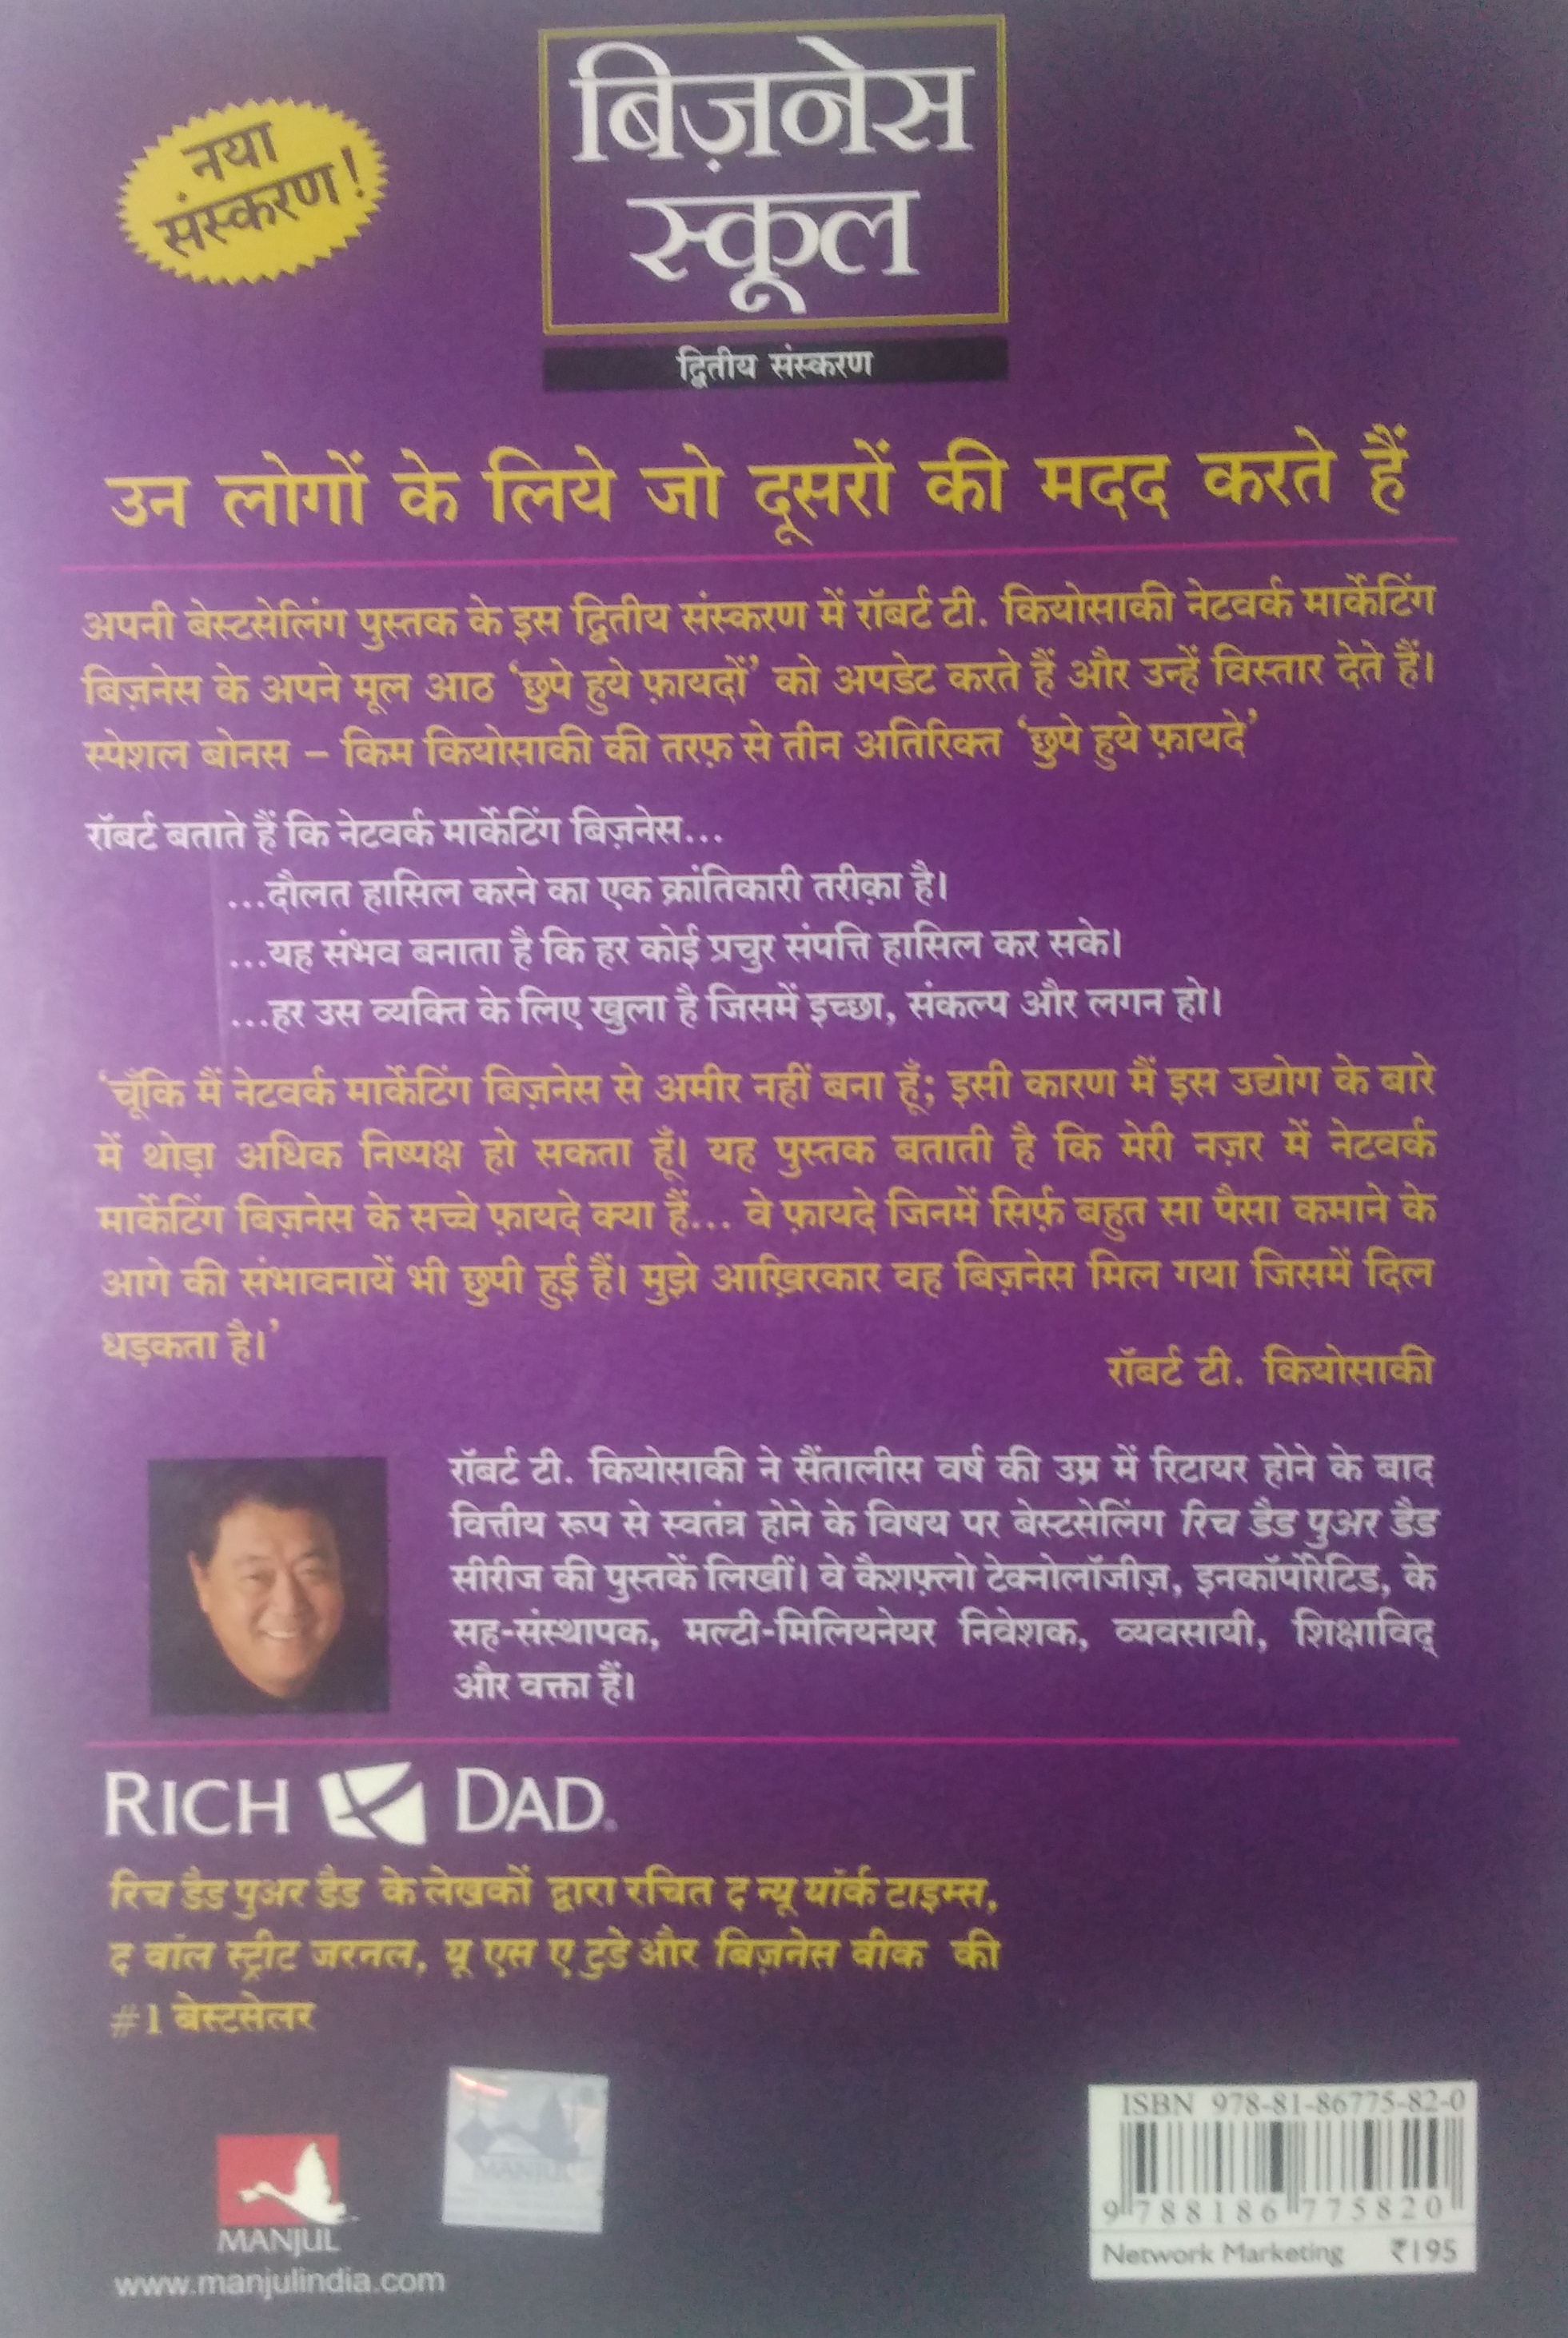 नया
संस्करण!
बिज़नेस
स्कूल
द्वितीय संस्करण
उन लोगों के लिये जो दूसरों की मदद करते हैं
अपनी बेस्टसेलिंग पुस्तक के इस द्वितीय संस्करण में रॉबर्ट टी. कियोसाकी नेटवर्क मार्केटिंग
बिज़नेस के अपने मूल आठ ‘छुपे हुये फ़ायदों’ को अपडेट करते हैं और उन्हें विस्तार देते हैं।
स्पेशल बोनस – किम कियोसाकी की तरफ़ से तीन अतिरिक्त ‘छुपे हुये फ़ायदे’
रॉबर्ट बताते हैं कि नेटवर्क मार्केटिंग बिज़नेस...
...दौलत हासिल करने का एक क्रांतिकारी तरीक़ा है।
...यह संभव बनाता है कि हर कोई प्रचुर संपत्ति हासिल कर सके।
...हर उस व्यक्ति के लिए खुला है जिसमें इच्छा, संकल्प और लगन हो।
‘चूँकि मैं नेटवर्क मार्केटिंग बिज़नेस से अमीर नहीं बना हूँ; इसी कारण मैं इस उद्योग के बारे
में थोड़ा अधिक निष्पक्ष हो सकता हूँ। यह पुस्तक बताती है कि मेरी नज़र में नेटवर्क
मार्केटिंग बिज़नेस के सच्चे फ़ायदे क्या हैं... वे फ़ायदे जिनमें सिर्फ़ बहुत सा पैसा कमाने के
आगे की संभावनायें भी छुपी हुई हैं। मुझे आख़िरकार वह बिज़नेस मिल गया जिसमें दिल
धड़कता है।’
रॉबर्ट टी. कियोसाकी
रॉबर्ट टी. कियोसाकी ने सैंतालीस वर्ष की उम्र में रिटायर होने के बाद
वित्तीय रूप से स्वतंत्र होने के विषय पर बेस्टसेलिंग रिच डैड पुअर डैड
सीरीज की पुस्तकें लिखीं। वे कैशफ़्लो टेक्नोलॉजीज़, इनकॉर्पोरेटिड, के
सह-संस्थापक, मल्टी-मिलियनेयर निवेशक, व्यवसायी, शिक्षाविद्
और वक्ता हैं।
RICH DAD®
रिच डैड पुअर डैड के लेखकों द्वारा रचित द न्यू यॉर्क टाइम्स,
द वॉल स्ट्रीट जरनल, यू एस ए टुडे और बिज़नेस वीक की
#1 बेस्टसेलर
MANJUL
MANJUL
www.manjulindia.com
ISBN 978-81-86775-82-0
9 788186 775820
Network Marketing ₹195